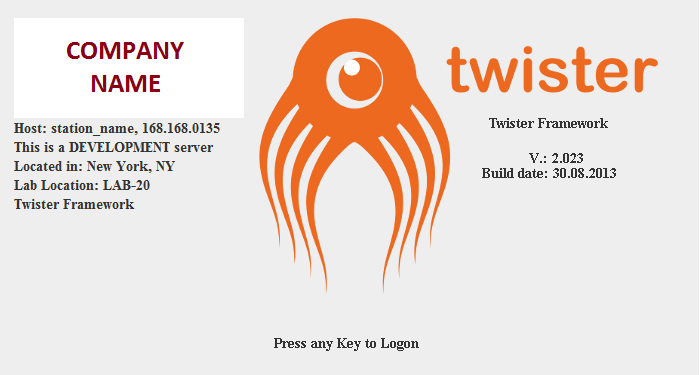 COMPANY
NAME
Host: station_name, 168.168.0135
This is a DEVELOPMENT server
Located in: New York, NY
Lab Location: LAB-20
Twister Framework
twister
Twister Framework
V.: 2.023
Build date: 30.08.2013
Press any Key to Logon